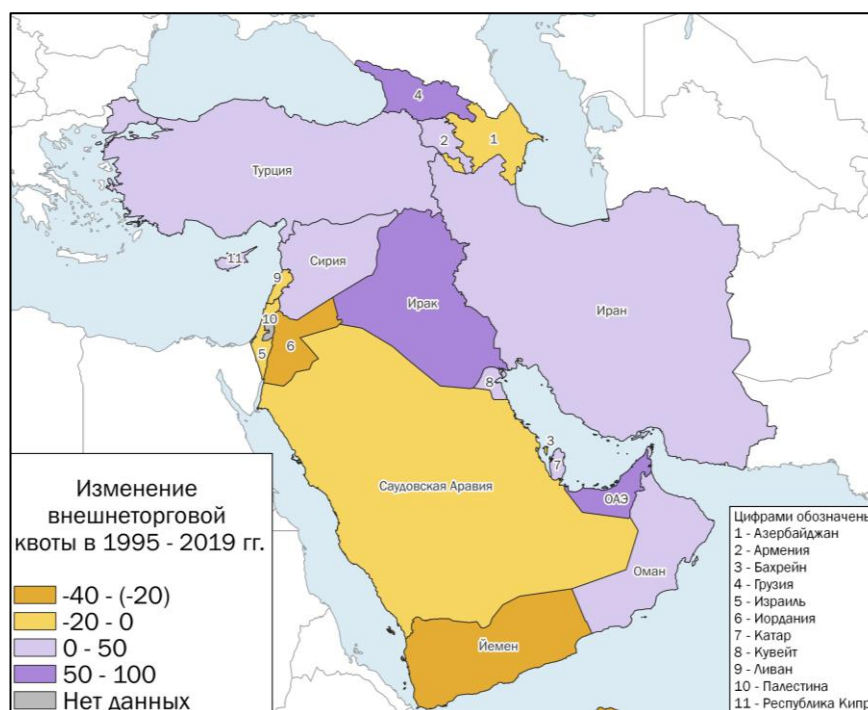 4
1
2
Турция
11
Сирия
9
Ирак
10
Иран
6
5
8
3
7
Саудовская Аравия
ОАЭ
Оман
Йемен
Изменение
внешнеторговой
квоты в 1995 - 2019 гг.
-40 - (-20)
-20 - 0
0 - 50
50 - 100
Нет данных
Цифрами обозначены
1 - Азербайджан
2 - Армения
3 - Бахрейн
4 - Грузия
5 - Израиль
6 - Иордания
7 - Катар
8 - Кувейт
9 - Ливан
10 - Палестина
11 - Республика Кипр